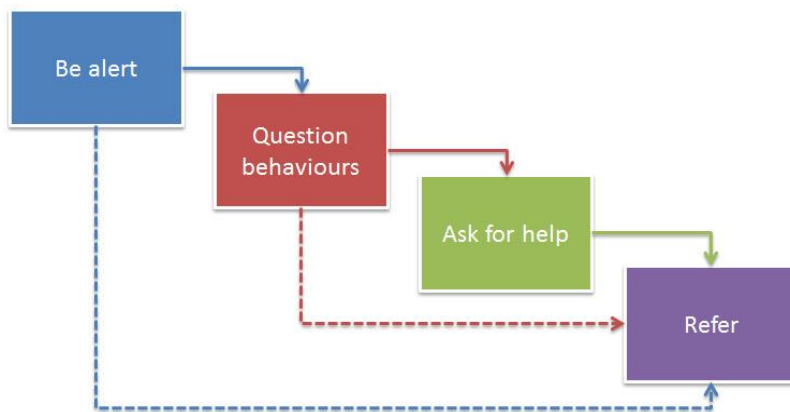 Be alert
Question
behaviours
Ask for help
Refer